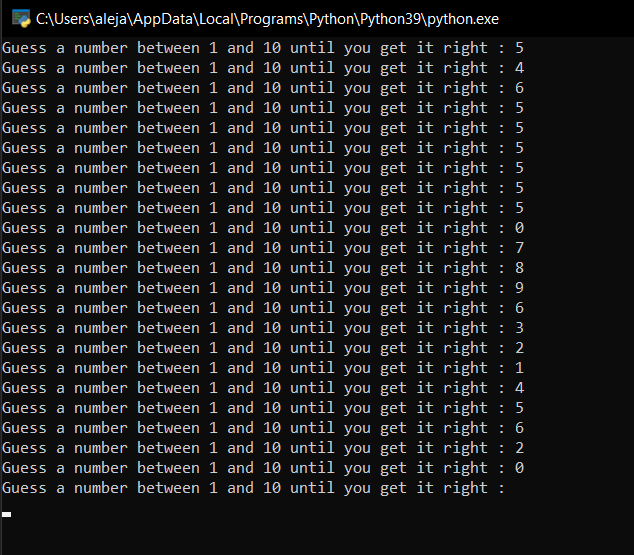 C:\Users\aleja\AppData\Local\Programs\Python\Python39\python.exe
Guess a number between 1 and 10 until you get it right : 5
Guess a number between 1 and 10 until you get it right : 4
Guess a number between 1 and 10 until you get it right : 6
Guess a number between 1 and 10 until you get it right : 5
Guess a number between 1 and 10 until you get it right : 5
Guess a number between 1 and 10 until you get it right : 5
Guess a number between 1 and 10 until you get it right : 5
Guess a number between 1 and 10 until you get it right : 5
Guess a number between 1 and 10 until you get it right : 5
Guess a number between 1 and 10 until you get it right : 0
Guess a number between 1 and 10 until you get it right : 7
Guess a number between 1 and 10 until you get it right : 8
Guess a number between 1 and 10 until you get it right : 9
Guess a number between 1 and 10 until you get it right : 6
Guess a number between 1 and 10 until you get it right : 3
Guess a number between 1 and 10 until you get it right : 2
Guess a number between 1 and 10 until you get it right : 1
Guess a number between 1 and 10 until you get it right : 4
Guess a number between 1 and 10 until you get it right : 5
Guess a number between 1 and 10 until you get it right : 6
Guess a number between 1 and 10 until you get it right : 2
Guess a number between 1 and 10 until you get it right : 0
Guess a number between 1 and 10 until you get it right :